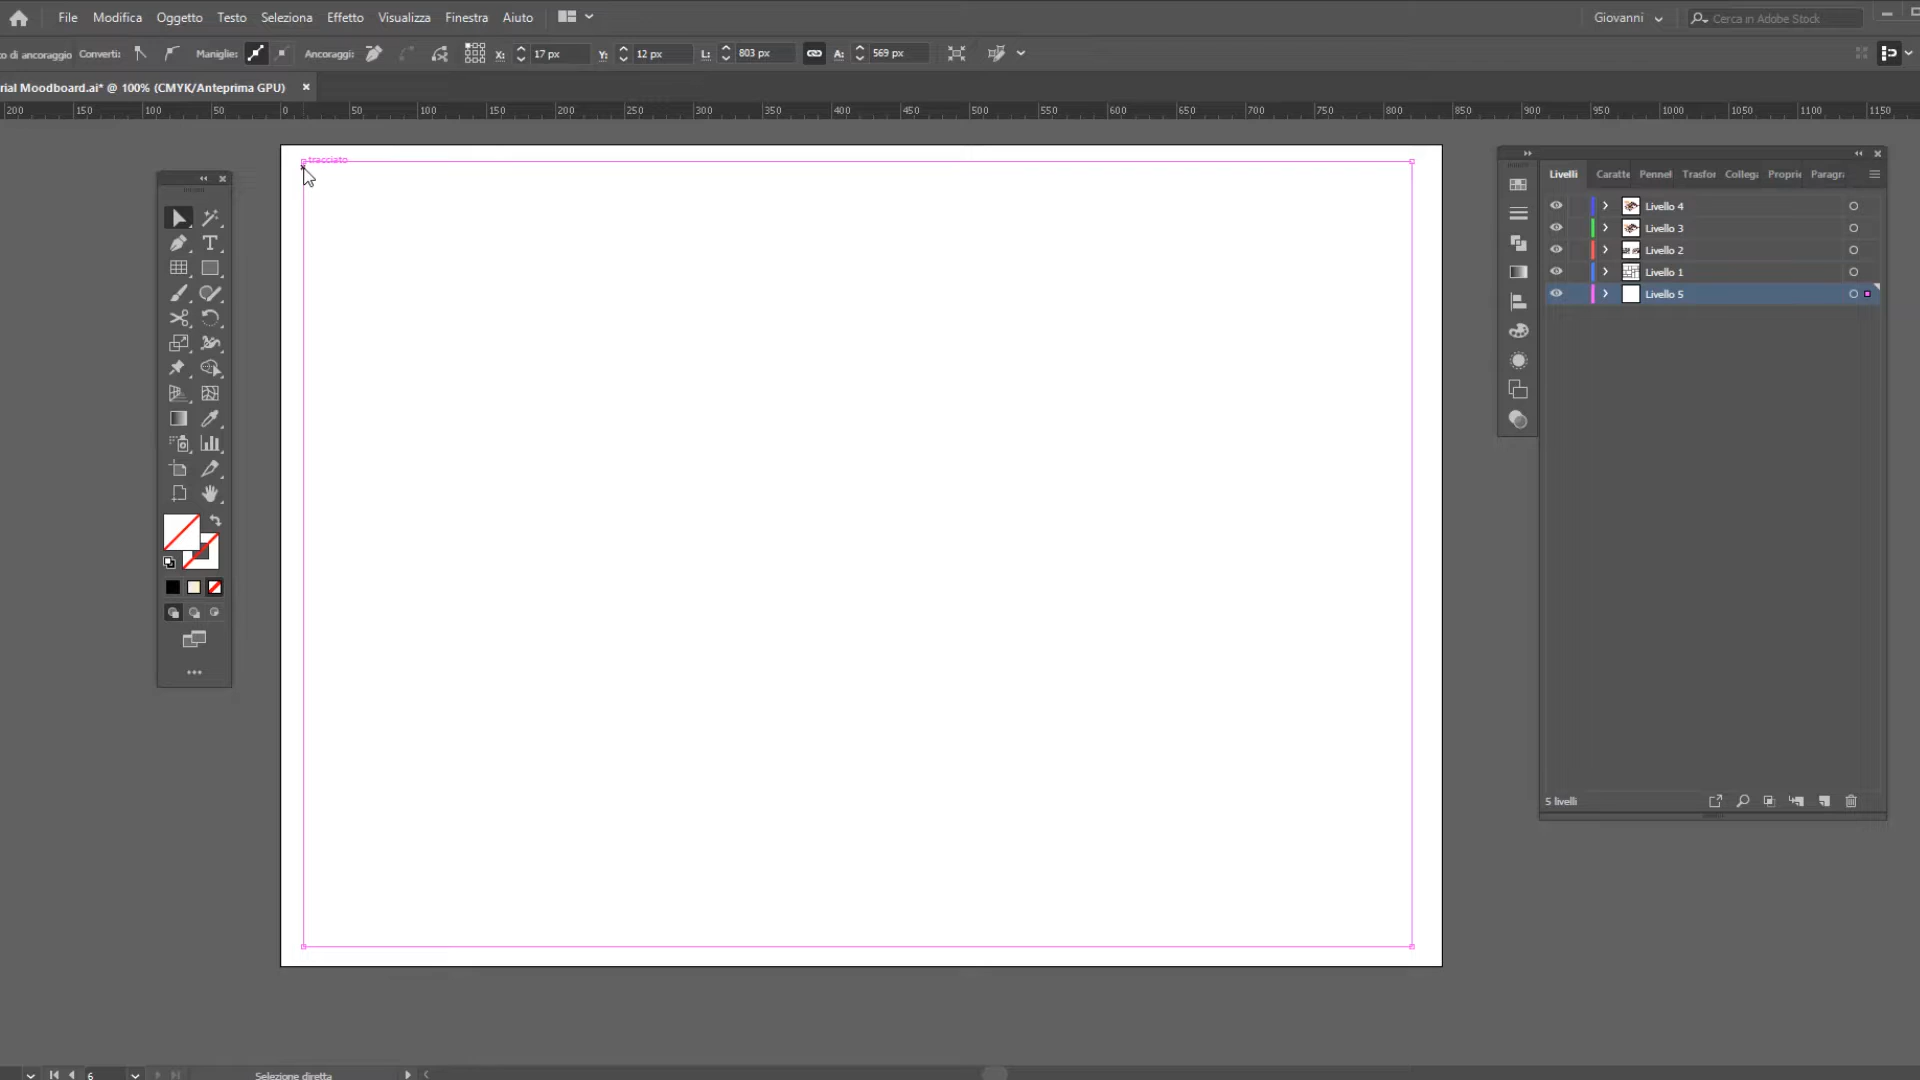 File Modifica Oggetto Testo Seleziona Effetto Visualizza Finestra Aiuto Giovanni Cerca in Adobe Stock
to di ancoraggio Converti: Maniglie: Ancoraggi: X: 17 px Y: 12 px L: 803 px A: 569 px
rial Moodboard.ai* @ 100% (CMYK/Anteprima GPU)
200 150 100 50 0 50 100 150 200 250 300 350 400 450 500 550 600 650 700 750 800 850 900 950 1000 1050 1100 1150
tracciato
Livelli Caratte Pennel Trasfor Collega Proprie Paragra
Livello 4
Livello 3
Livello 2
Livello 1
Livello 5
5 livelli
6 Selezione diretta